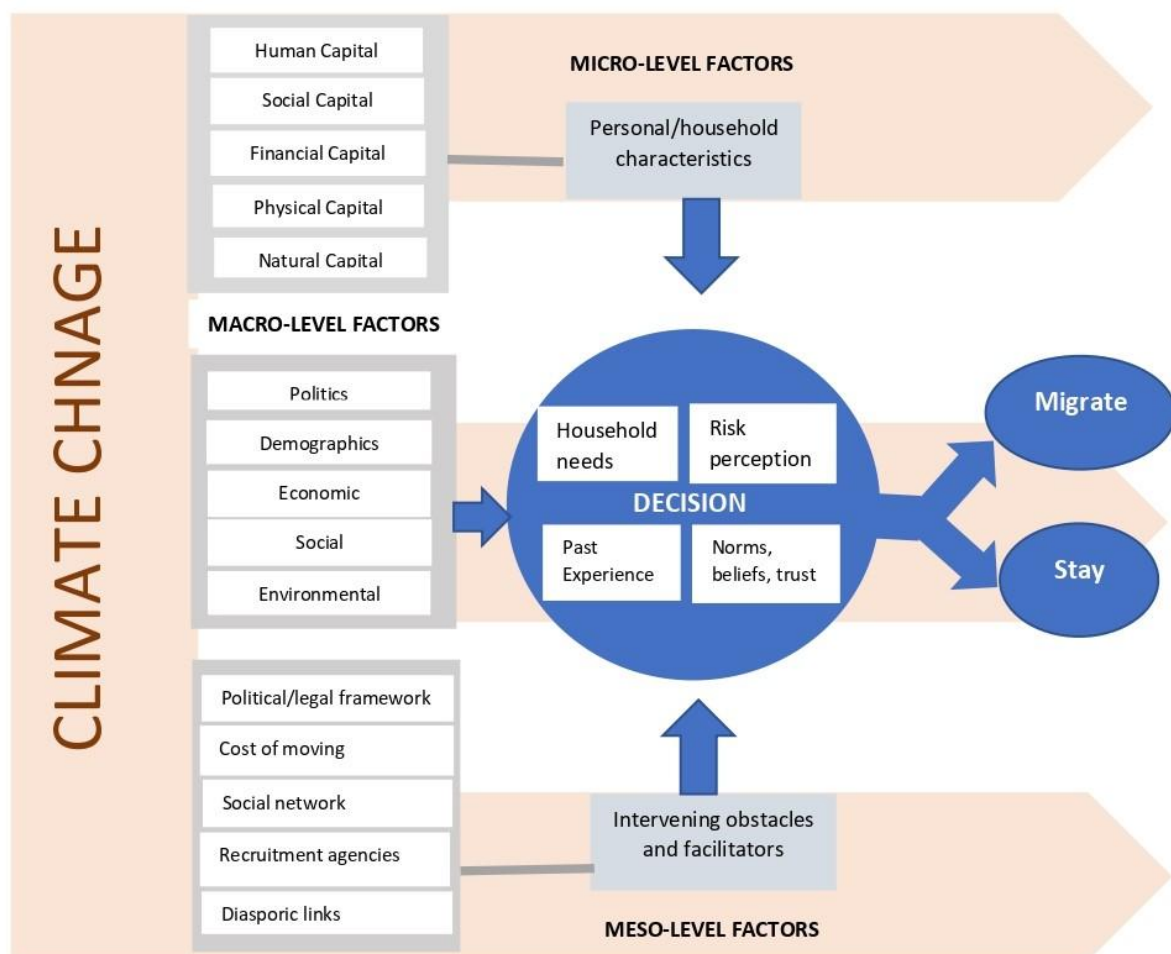 CLIMATE CHNAGE
Human Capital
Social Capital
Financial Capital
Physical Capital
Natural Capital
MICRO-LEVEL FACTORS
Personal/household
characteristics
MACRO-LEVEL FACTORS
Politics
Demographics
Economic
Social
Environmental
Household
needs
Risk
perception
DECISION
Past
Experience
Norms,
beliefs, trust
Migrate
Stay
Political/legal framework
Cost of moving
Social network
Recruitment agencies
Diasporic links
Intervening obstacles
and facilitators
MESO-LEVEL FACTORS